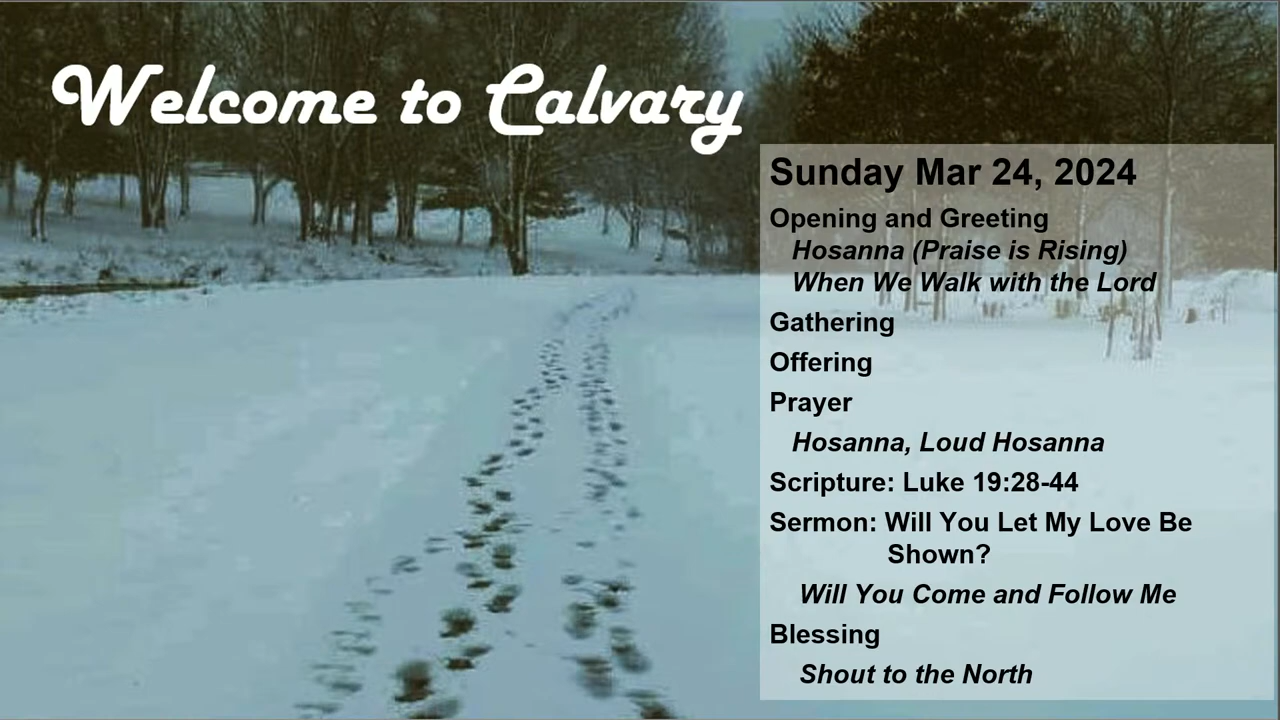 Welcome to Calvary
Sunday Mar 24, 2024
Opening and Greeting
Hosanna (Praise is Rising)
When We Walk with the Lord
Gathering
Offering
Prayer
Hosanna, Loud Hosanna
Scripture: Luke 19:28-44
Sermon: Will You Let My Love Be
Shown?
Will You Come and Follow Me
Blessing
Shout to the North